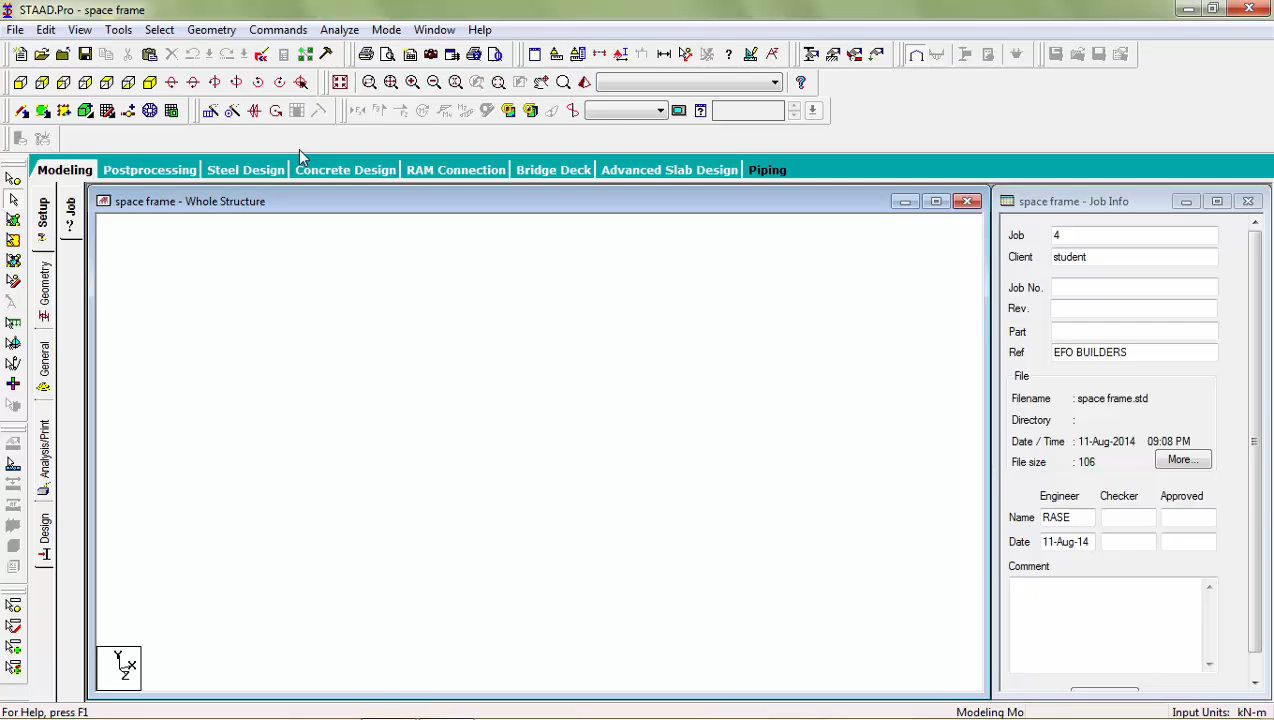 STAAD.Pro - space frame
File Edit View Tools Select Geometry Commands Analyze Mode Window Help
Modeling Postprocessing Steel Design Concrete Design RAM Connection Bridge Deck Advanced Slab Design Piping
Setup
Geometry
General
Analysis/Print
Design
? Job
space frame - Whole Structure
Y
X
Z
space frame - Job Info
Job 4
Client student
Job No.
Rev.
Part
Ref EFO BUILDERS
File
Filename : space frame.std
Directory :
Date / Time : 11-Aug-2014 09:08 PM
File size : 106 More...
Engineer Checker Approved
Name RASE
Date 11-Aug-14
Comment
For Help, press F1
Modeling Mo
Input Units: kN-m